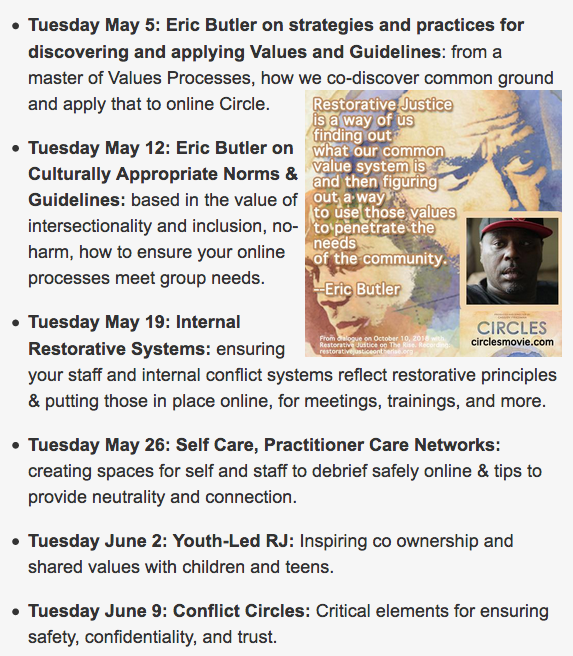 Tuesday May 5: Eric Butler on strategies and practices for
discovering and applying Values and Guidelines: from a
master of Values Processes, how we co-discover common ground
and apply that to online Circle.
Tuesday May 12: Eric Butler on
Culturally Appropriate Norms &
Guidelines: based in the value of
intersectionality and inclusion, no-
harm, how to ensure your online
processes meet group needs.
Tuesday May 19: Internal
Restorative Systems: ensuring
your staff and internal conflict systems reflect restorative principles
& putting those in place online, for meetings, trainings, and more.
Tuesday May 26: Self Care, Practitioner Care Networks:
creating spaces for self and staff to debrief safely online & tips to
provide neutrality and connection.
Tuesday June 2: Youth-Led RJ: Inspiring co ownership and
shared values with children and teens.
Tuesday June 9: Conflict Circles: Critical elements for ensuring
safety, confidentiality, and trust.
Restorative Justice
is a way of us
finding out
what our common
value system is
and then figuring
out a way
to use those values
to penetrate the
needs
of the community.
--Eric Butler
From dialogue on October 10, with
Restorative Justice on The Rise.
CIRCLES
circlesmovie.com